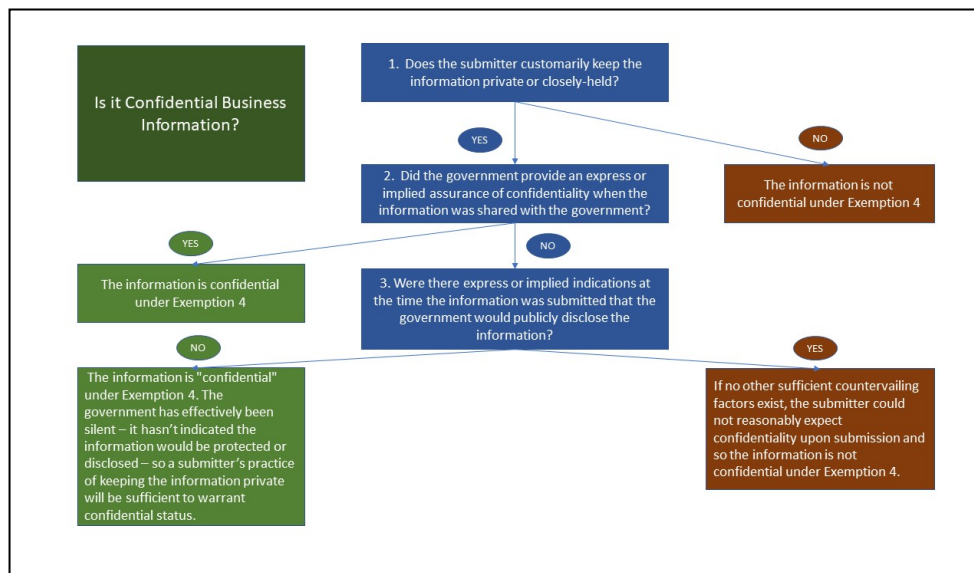 Is it Confidential Business
Information?
1. Does the submitter customarily keep the
information private or closely-held?
YES
NO
2. Did the government provide an express or
implied assurance of confidentiality when the
information was shared with the government?
The information is not
confidential under Exemption 4
YES
NO
The information is confidential
under Exemption 4
3. Were there express or implied indications at
the time the information was submitted that the
government would publicly disclose the
information?
NO
YES
The information is "confidential"
under Exemption 4. The
government has effectively been
silent – it hasn't indicated the
information would be protected or
disclosed – so a submitter's practice
of keeping the information private
will be sufficient to warrant
confidential status.
If no other sufficient countervailing
factors exist, the submitter could
not reasonably expect
confidentiality upon submission and
so the information is not
confidential under Exemption 4.